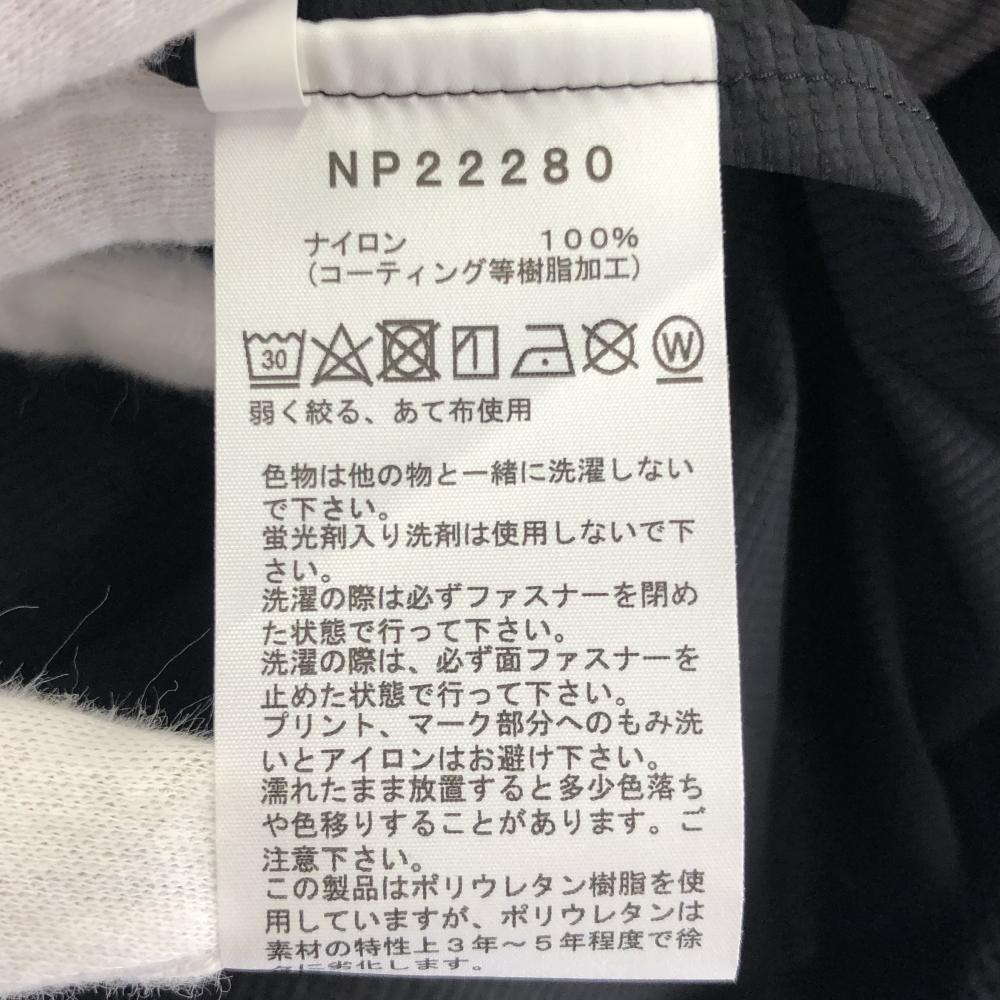 NP22280
ナイロン 100%
(コーティング等樹脂加工)
30 W
弱く絞る、あて布使用
色物は他の物と一緒に洗濯しない
で下さい。
蛍光剤入り洗剤は使用しないで下
さい。
洗濯の際は必ずファスナーを閉め
た状態で行って下さい。
洗濯の際は、必ず面ファスナーを
止めた状態で行って下さい。
プリント、マーク部分へのもみ洗
いとアイロンはお避け下さい。
濡れたまま放置すると多少色落ち
や色移りすることがあります。ご
注意下さい。
この製品はポリウレタン樹脂を使
用していますが、ポリウレタンは
素材の特性上3年～5年程度で徐
々に劣化します。